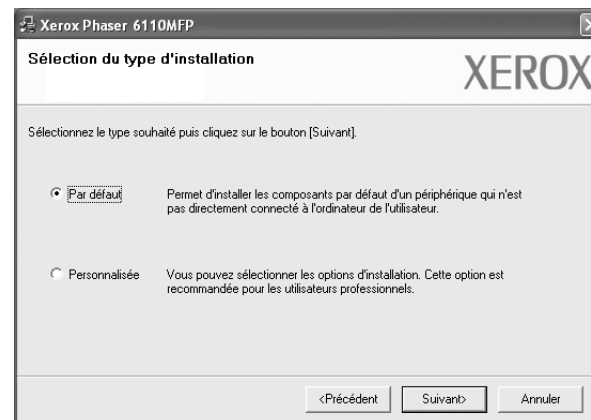 Xerox Phaser 6110MFP
Sélection du type d'installation
XEROX
Sélectionnez le type souhaité puis cliquez sur le bouton [Suivant].
Par défaut
Permet d'installer les composants par défaut d'un périphérique qui n'est
pas directement connecté à l'ordinateur de l'utilisateur.
Personnalisée
Vous pouvez sélectionner les options d'installation. Cette option est
recommandée pour les utilisateurs professionnels.
<Précédent
Suivant>
Annuler